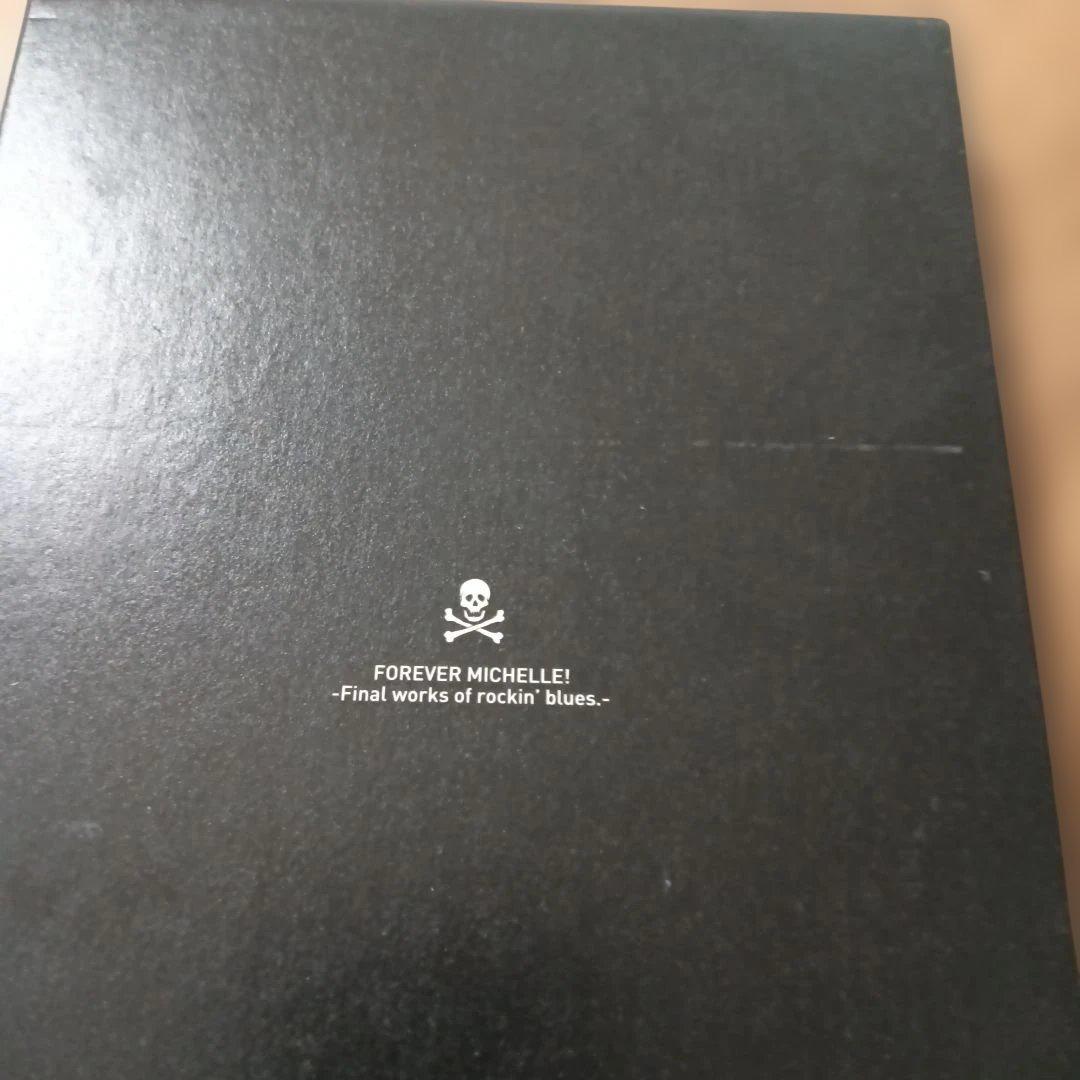 FOREVER MICHELLE!
-Final works of rockin' blues.-